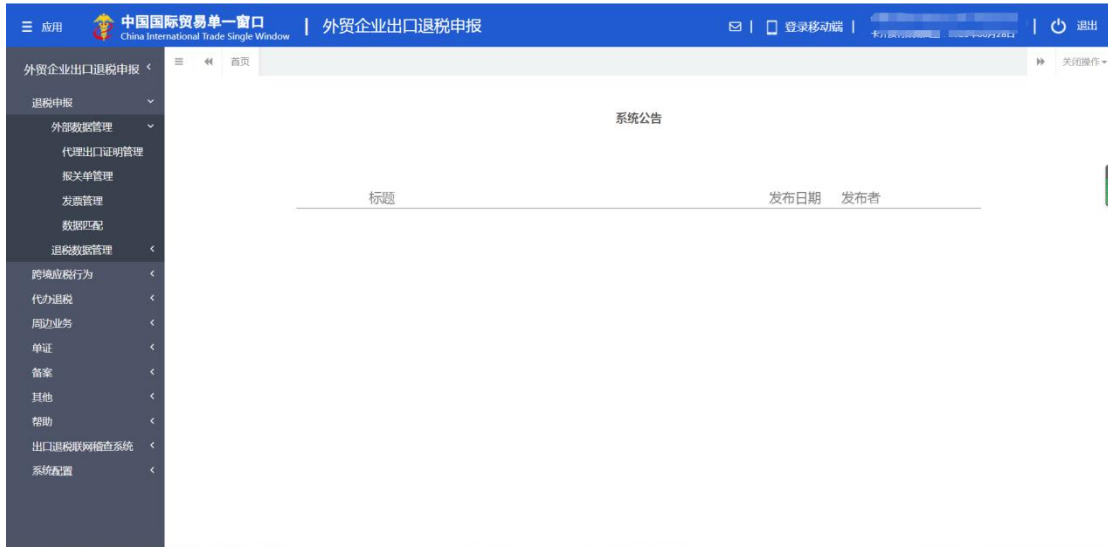 应用
中国国际贸易单一窗口
China International Trade Single Window
外贸企业出口退税申报
登录移动端
退出
外贸企业出口退税申报
首页
关闭操作
退税申报
外部数据管理
代理出口证明管理
报关单管理
发票管理
数据匹配
退税数据管理
跨境应税行为
代办退税
周边业务
单证
备案
其他
帮助
出口退税联网稽查系统
系统配置
系统公告
标题 发布日期 发布者